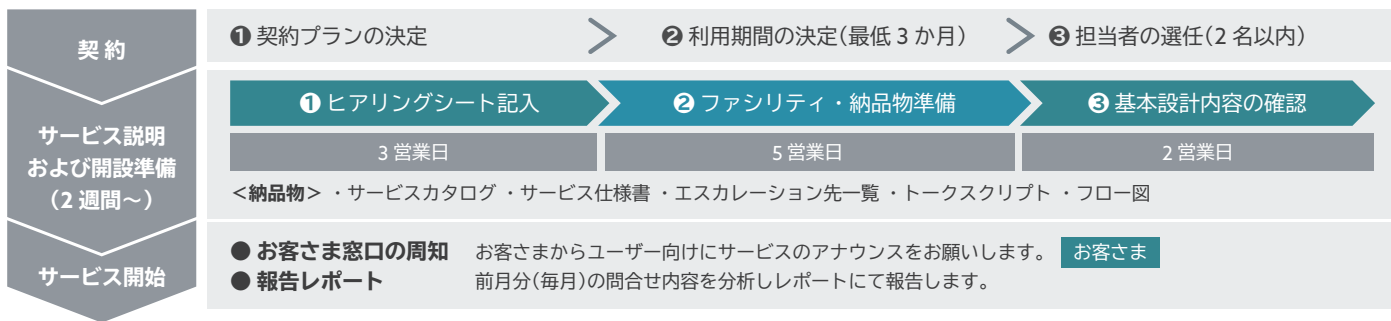 契約
❶ 契約プランの決定
❷ 利用期間の決定(最低 3 か月)
❸ 担当者の選任(2 名以内)
サービス説明
および開設準備
(2 週間〜)
❶ ヒアリングシート記入
❷ ファシリティ・納品物準備
❸ 基本設計内容の確認
3 営業日
5 営業日
2 営業日
<納品物> ・サービスカタログ ・サービス仕様書 ・エスカレーション先一覧 ・トークスクリプト ・フロー図
サービス開始
● お客さま窓口の周知 お客さまからユーザー向けにサービスのアナウンスをお願いします。 お客さま
● 報告レポート 前月分(毎月)の問合せ内容を分析しレポートにて報告します。